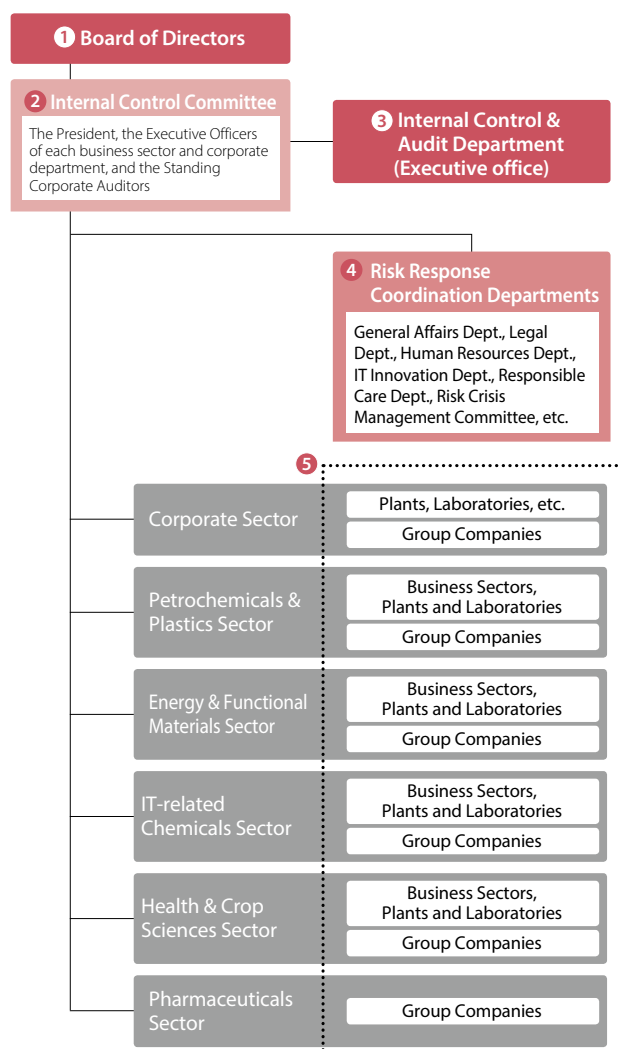 1 Board of Directors
2 Internal Control Committee
The President, the Executive Officers
of each business sector and corporate
department, and the Standing
Corporate Auditors
3 Internal Control &
Audit Department
(Executive office)
4 Risk Response
Coordination Departments
General Affairs Dept., Legal
Dept., Human Resources Dept.,
IT Innovation Dept., Responsible
Care Dept., Risk Crisis
Management Committee, etc.
5
Corporate Sector
Plants, Laboratories, etc.
Group Companies
Petrochemicals &
Plastics Sector
Business Sectors,
Plants and Laboratories
Group Companies
Energy & Functional
Materials Sector
Business Sectors,
Plants and Laboratories
Group Companies
IT-related
Chemicals Sector
Business Sectors,
Plants and Laboratories
Group Companies
Health & Crop
Sciences Sector
Business Sectors,
Plants and Laboratories
Group Companies
Pharmaceuticals
Sector
Group Companies